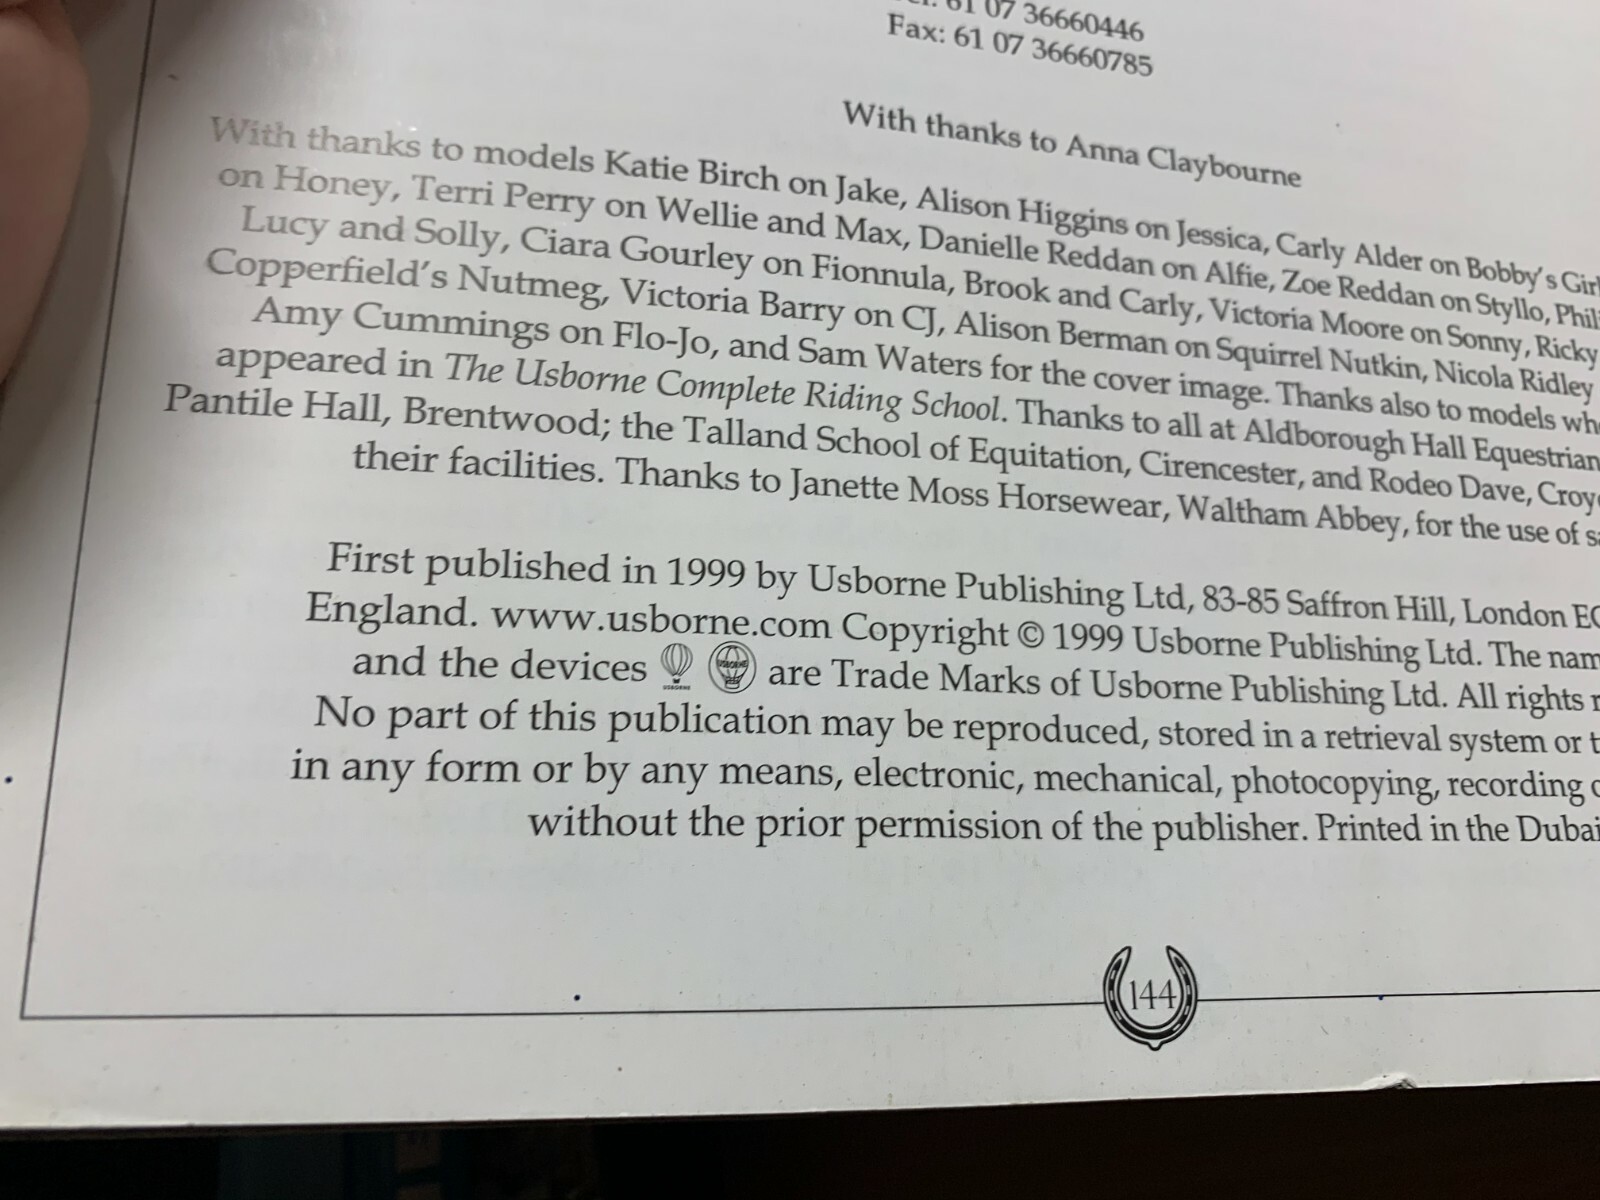 61 07 36660446
Fax: 61 07 36660785
With thanks to Anna Claybourne
With thanks to models Katie Birch on Jake, Alison Higgins on Jessica, Carly Alder on Bobby's Girl
on Honey, Terri Perry on Wellie and Max, Danielle Reddan on Alfie, Zoe Reddan on Styllo,
Lucy and Solly, Ciara Gourley on Fionnula, Brook and Carly, Victoria Moore on Sonny, Ricky
Copperfield's Nutmeg, Victoria Barry on CJ, Alison Berman on Squirrel Nutkin, Nicola Ridley
Amy Cummings on Flo-Jo, and Sam Waters for the cover image. Thanks also to models
appeared in The Usborne Complete Riding School. Thanks to all at Aldborough Hall Equestrian
Pantile Hall, Brentwood; the Talland School of Equitation, Cirencester, and Rodeo Dave,
their facilities. Thanks to Janette Moss Horsewear, Waltham Abbey, for the use of
First published in 1999 by Usborne Publishing Ltd, 83-85 Saffron Hill, London
England. www.usborne.com Copyright © 1999 Usborne Publishing Ltd. The
and the devices USBORNE USBORNE are Trade Marks of Usborne Publishing Ltd. All rights
No part of this publication may be reproduced, stored in a retrieval system or
in any form or by any means, electronic, mechanical, photocopying, recording
without the prior permission of the publisher. Printed in the Dubai
144